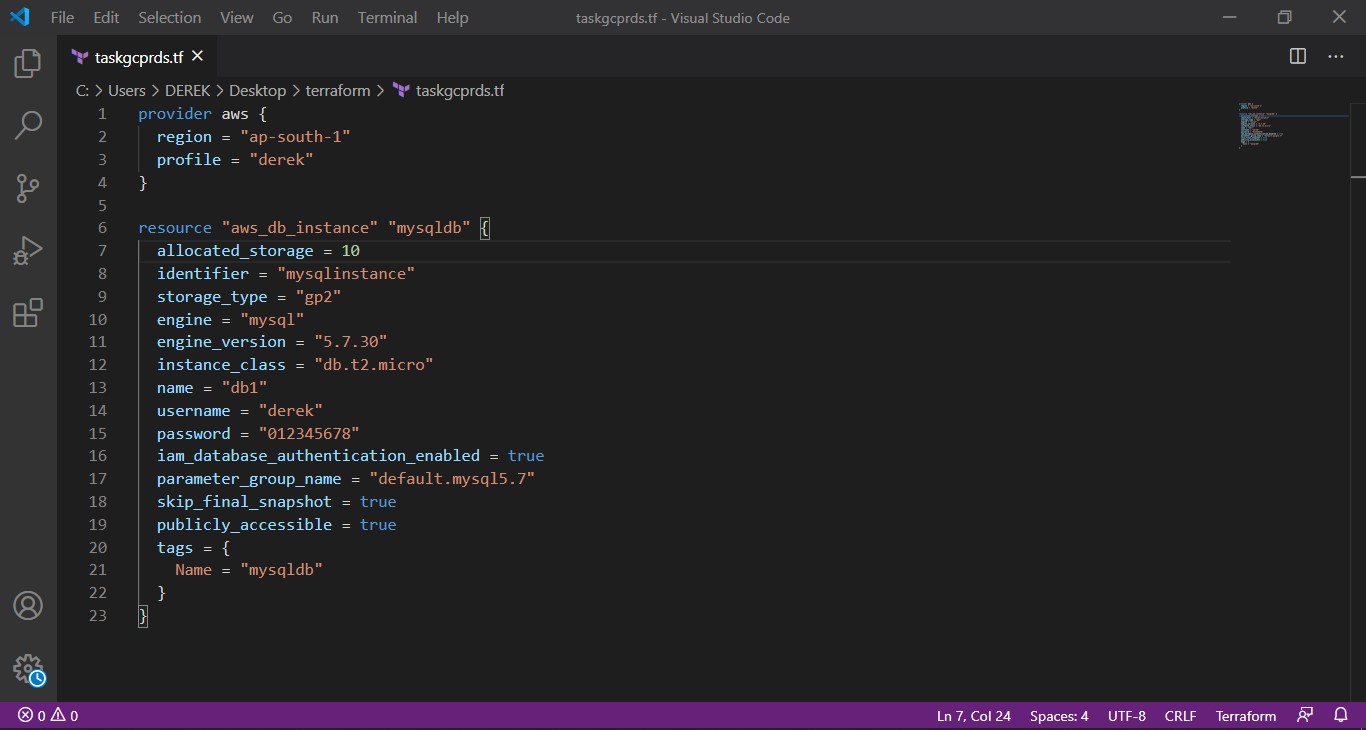 File Edit Selection View Go Run Terminal Help taskgcprds.tf - Visual Studio Code
taskgcprds.tf
C: > Users > DEREK > Desktop > terraform > taskgcprds.tf
1 provider aws {
2   region = "ap-south-1"
3   profile = "derek"
4 }
5
6 resource "aws_db_instance" "mysqldb" {
7   allocated_storage = 10
8   identifier = "mysqlinstance"
9   storage_type = "gp2"
10   engine = "mysql"
11   engine_version = "5.7.30"
12   instance_class = "db.t2.micro"
13   name = "db1"
14   username = "derek"
15   password = "012345678"
16   iam_database_authentication_enabled = true
17   parameter_group_name = "default.mysql5.7"
18   skip_final_snapshot = true
19   publicly_accessible = true
20   tags = {
21     Name = "mysqldb"
22   }
23 }
0 0 Ln 7, Col 24 Spaces: 4 UTF-8 CRLF Terraform